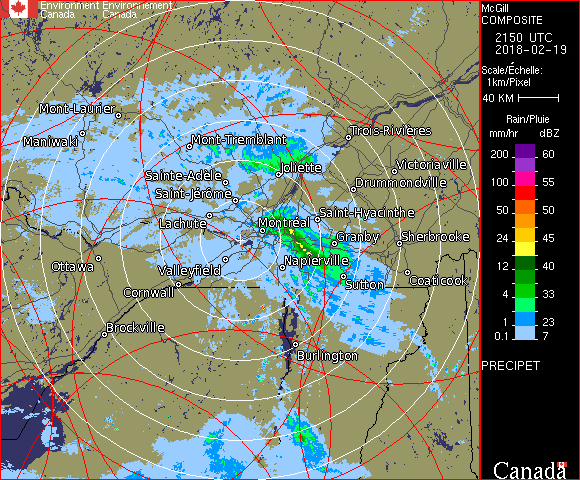 Environment Environnement
Canada Canada
McGill
COMPOSITE
2150 UTC
2018-02-19
Scale/Échelle:
1km/Pixel
40 KM
Rain/Pluie
mm/hr dBZ
200 60
100 55
50 50
24 45
12 40
4 33
1 23
0.1 7
PRECIPET
Canada
Mont-Laurier
Maniwaki
Mont-Tremblant
Trois-Rivières
Joliette
Victoriaville
Sainte-Adèle
Drummondville
Saint-Jérôme
Saint-Hyacinthe
Lachute
Montréal
Granby
Sherbrooke
Ottawa
Valleyfield
Napierville
Coaticook
Sutton
Cornwall
Brockville
Burlington